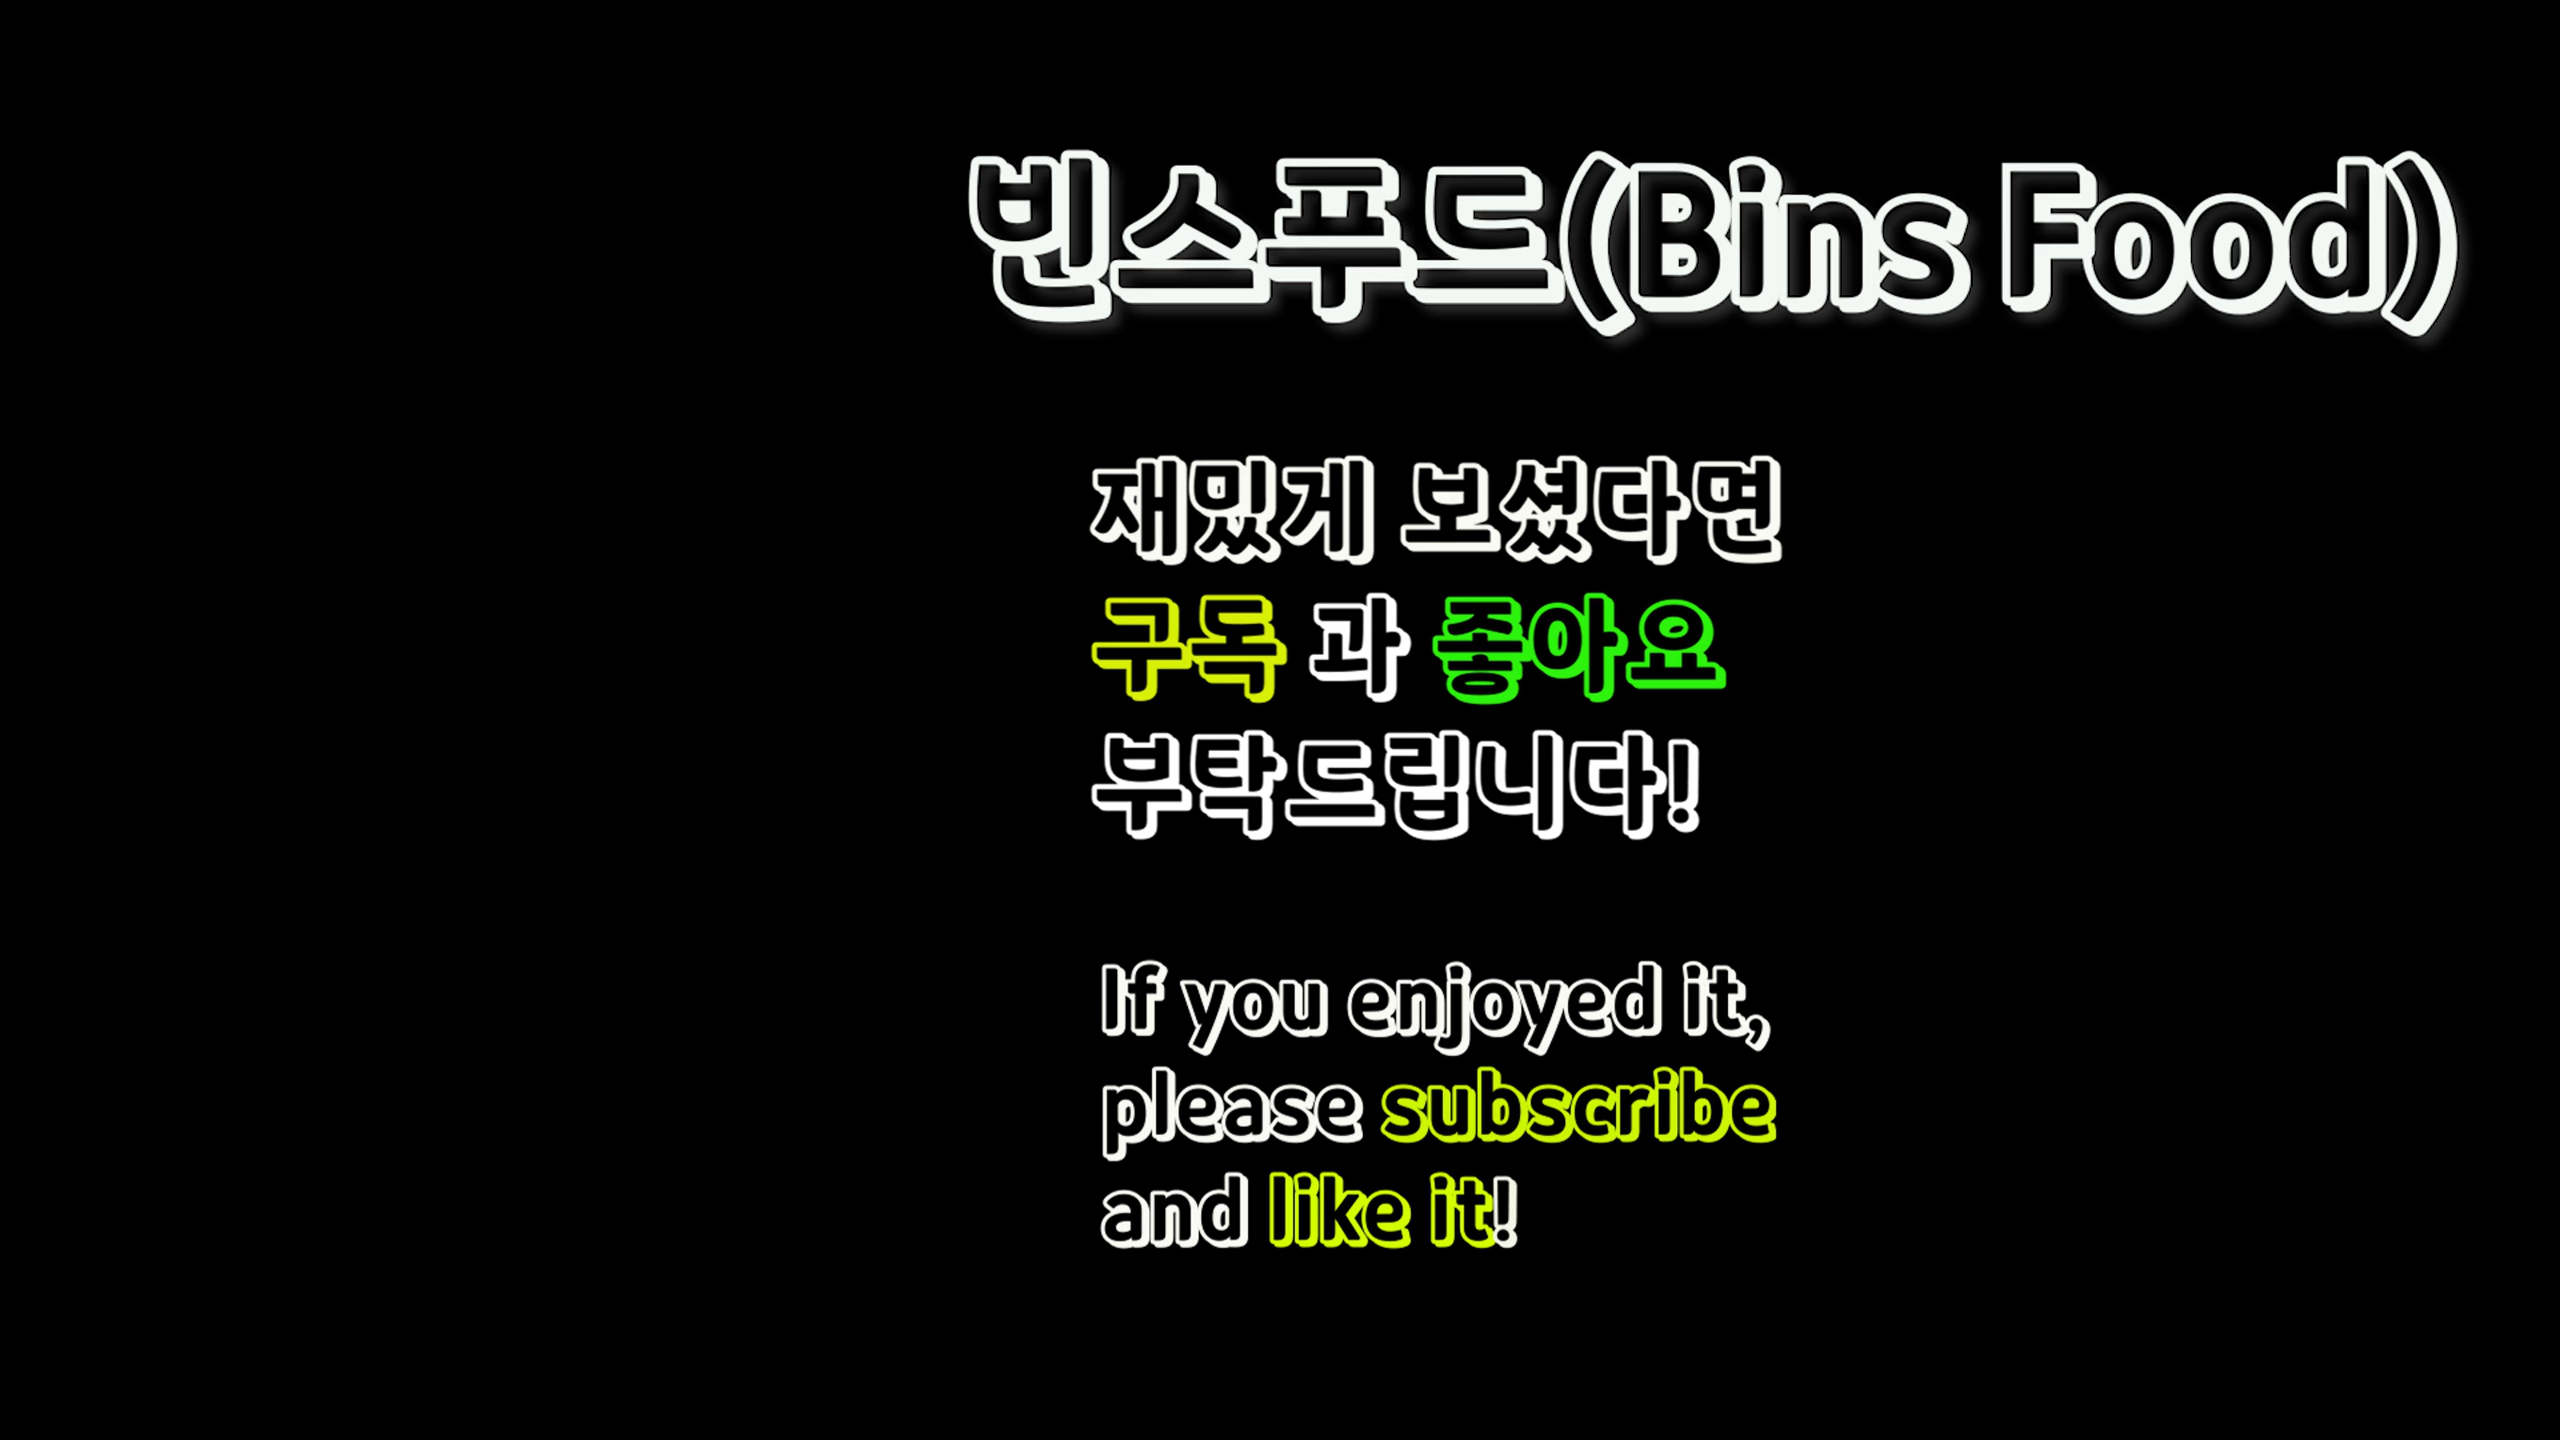 빈스푸드(Bins Food)
재밌게 보셨다면
구독 과 좋아요
부탁드립니다!
If you enjoyed it,
please subscribe
and like it!